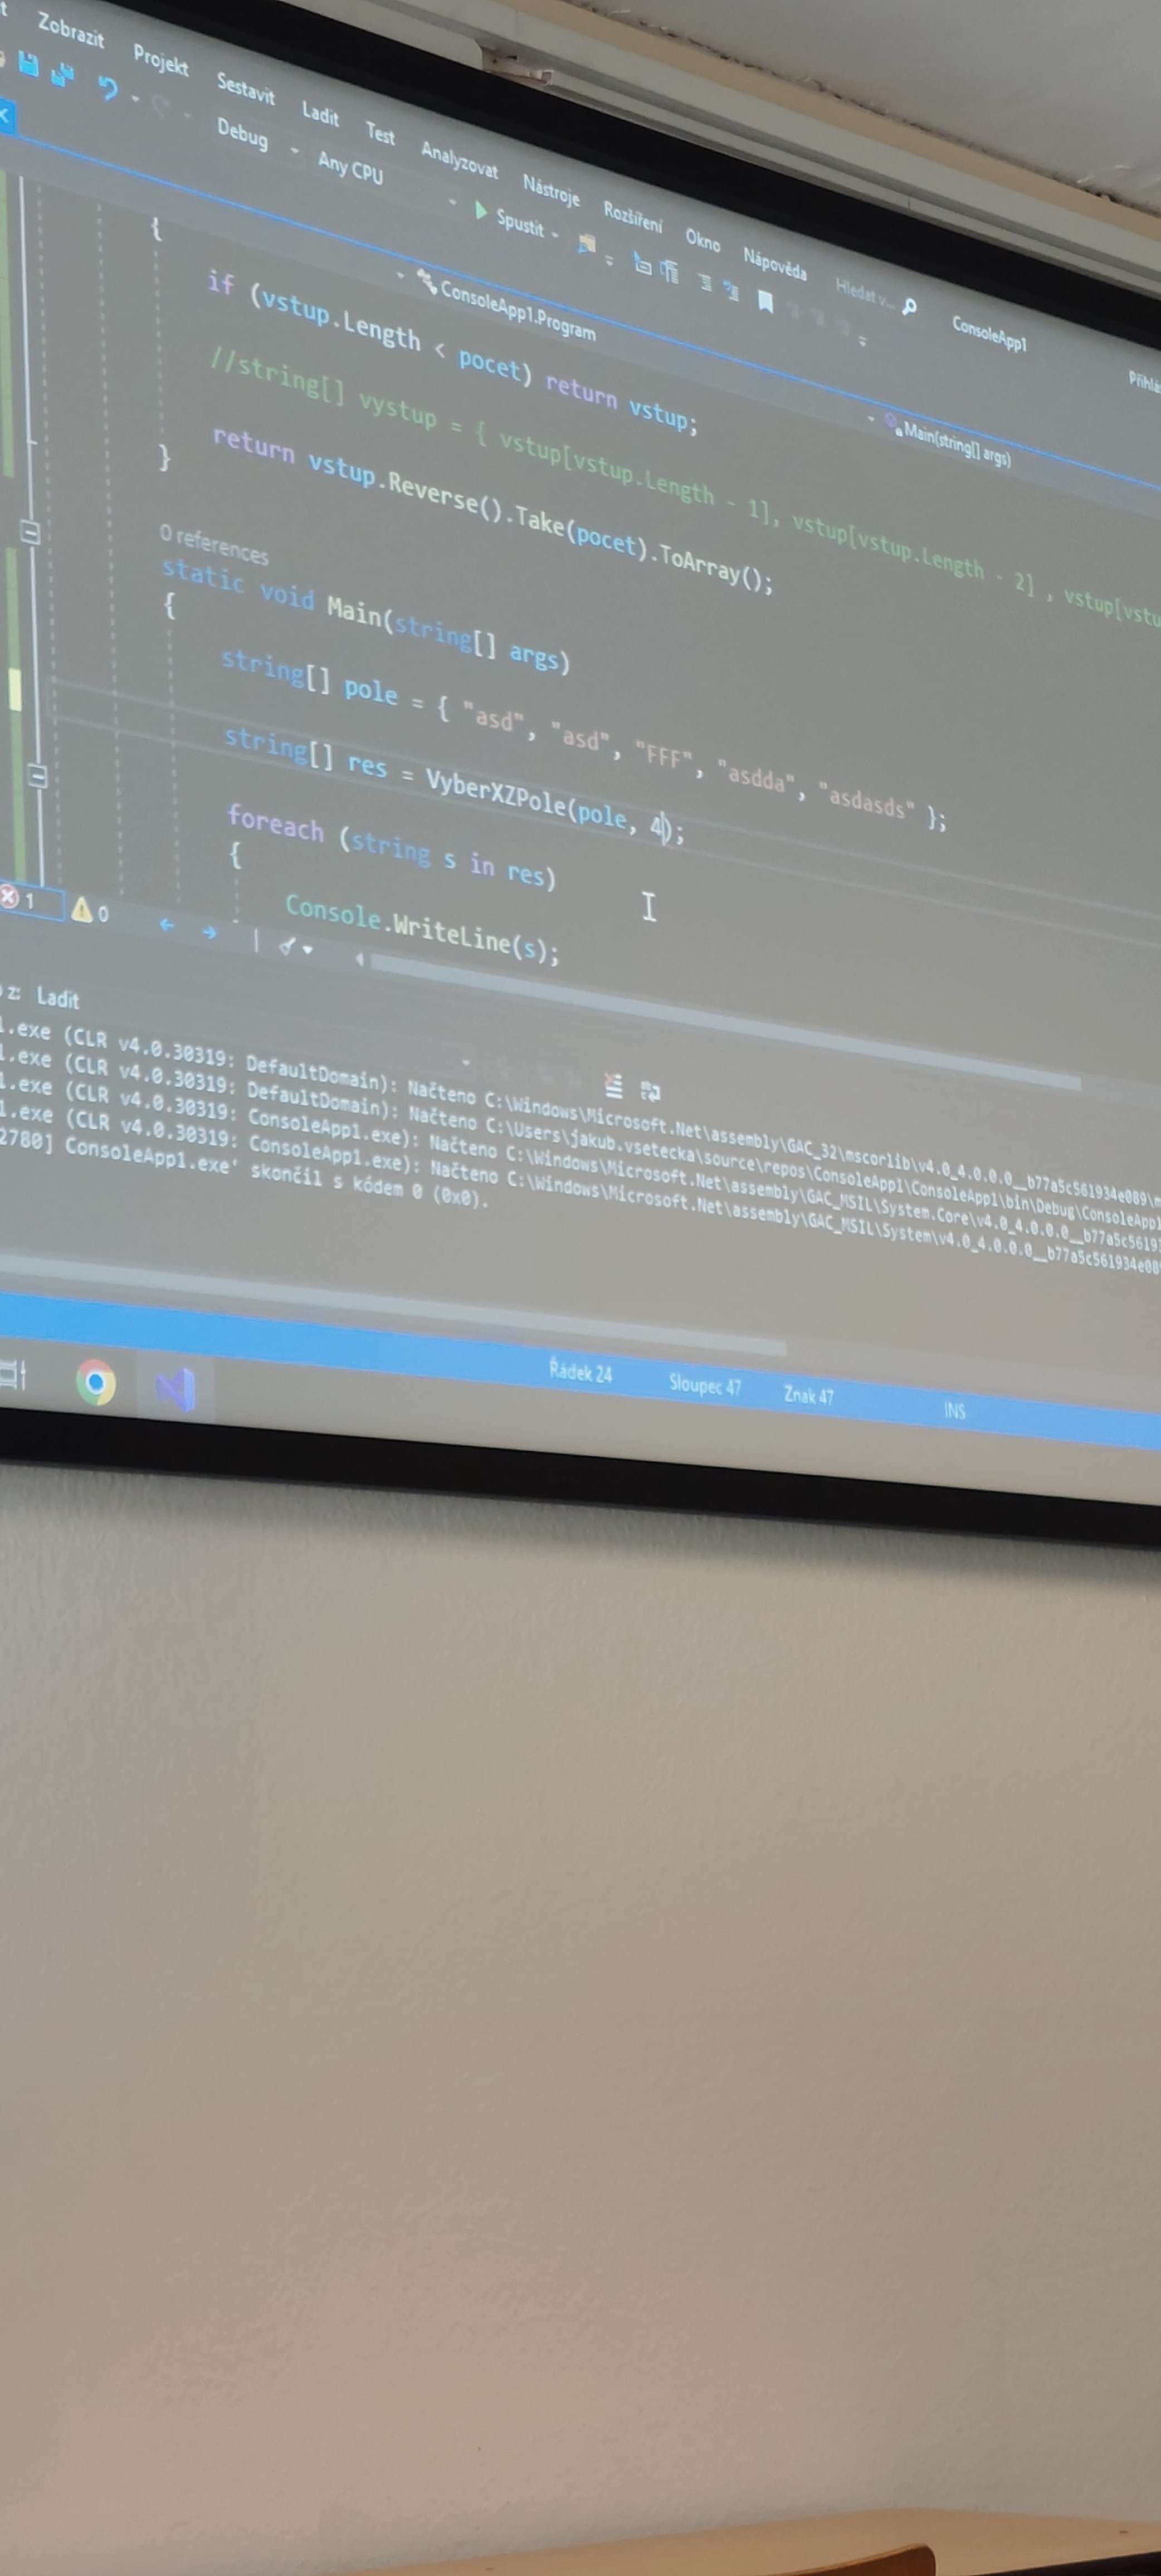 Zobrazit Projekt Sestavit Ladit Test Analyzovat Nástroje Rozšíření Okno Nápověda Hledat v... ConsoleApp1
Debug Any CPU Spustit
ConsoleApp1.Program Main(string[] args)
{
if (vstup.Length < pocet) return vstup;
//string[] vystup = { vstup[vstup.Length - 1], vstup[vstup.Length - 2] , vstup[vstu
return vstup.Reverse().Take(pocet).ToArray();
}
0 references
static void Main(string[] args)
{
string[] pole = { "asd", "asd", "FFF", "asdda", "asdasds" };
string[] res = VyberXZPole(pole, 4);
foreach (string s in res)
{
Console.WriteLine(s);
1 0
z: Ladit
.exe (CLR v4.0.30319: DefaultDomain): Načteno C:\Windows\Microsoft.Net\assembly\GAC_32\mscorlib\v4.0_4.0.0.0__b77a5c561934e089\m
.exe (CLR v4.0.30319: DefaultDomain): Načteno C:\Users\jakub.vsetecka\source\repos\ConsoleApp1\ConsoleApp1\bin\Debug\ConsoleApp1
.exe (CLR v4.0.30319: ConsoleApp1.exe): Načteno C:\Windows\Microsoft.Net\assembly\GAC_MSIL\System.Core\v4.0_4.0.0.0__b77a5c5619
.exe (CLR v4.0.30319: ConsoleApp1.exe): Načteno C:\Windows\Microsoft.Net\assembly\GAC_MSIL\System\v4.0_4.0.0.0__b77a5c561934e08
2780] ConsoleApp1.exe' skončil s kódem 0 (0x0).
Řádek 24 Sloupec 47 Znak 47 INS